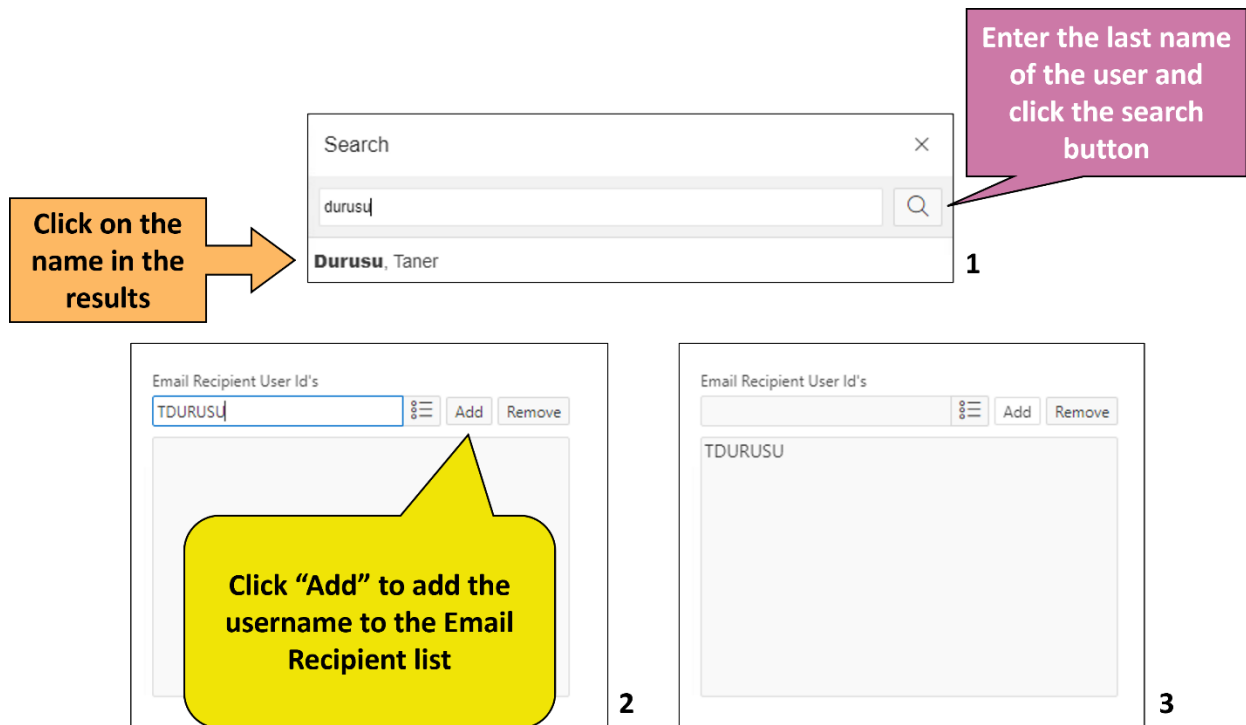 Enter the last name
of the user and
click the search
button
Search
durusu
Click on the
name in the
results
Durusu, Taner
1
Email Recipient User Id's
TDURUSU
Add
Remove
Click “Add” to add the
username to the Email
Recipient list
2
Email Recipient User Id's
Add
Remove
TDURUSU
3